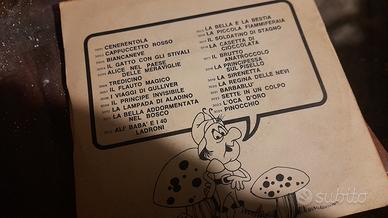 CENERENTOLA
CAPPUCCETTO ROSSO
BIANCANEVE
IL GATTO CON GLI STIVALI
ALICE NEL PAESE
DELLE MERAVIGLIE
TREDICINO
IL FLAUTO MAGICO
I VIAGGI DI GULLIVER
IL PRINCIPE INVISIBILE
LA LAMPADA DI ALADINO
LA BELLA ADDORMENTATA
NEL BOSCO
ALI' BABA' E I 40
LADRONI
LA BELLA E LA BESTIA
LA PICCOLA FIAMMIFERAIA
IL SOLDATINO DI STAGNO
LA CASETTA DI
CIOCCOLATA
IL BRUTTO
ANATROCCOLO
LA PRINCIPESSA
SUL PISELLO
LA SIRENETTA
LA REGINA DELLE NEVI
BARBABLU'
SETTE IN UN COLPO
L'OCA D'ORO
PINOCCHIO
subito